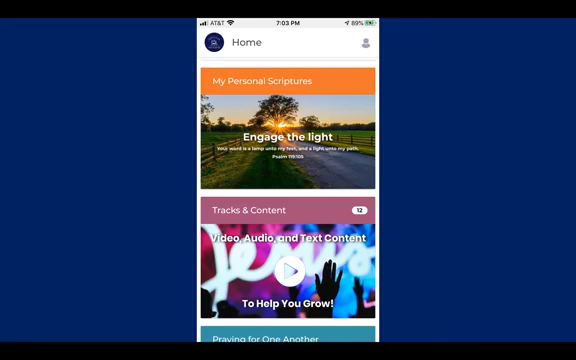 AT&T 7:03 PM 89%
Home
My Personal Scriptures
Engage the light
Your word is a lamp unto my feet, and a light unto my path.
Psalm 119:105
Tracks & Content 12
Jesus
Video, Audio, and Text Content
To Help You Grow!
Praying for One Another